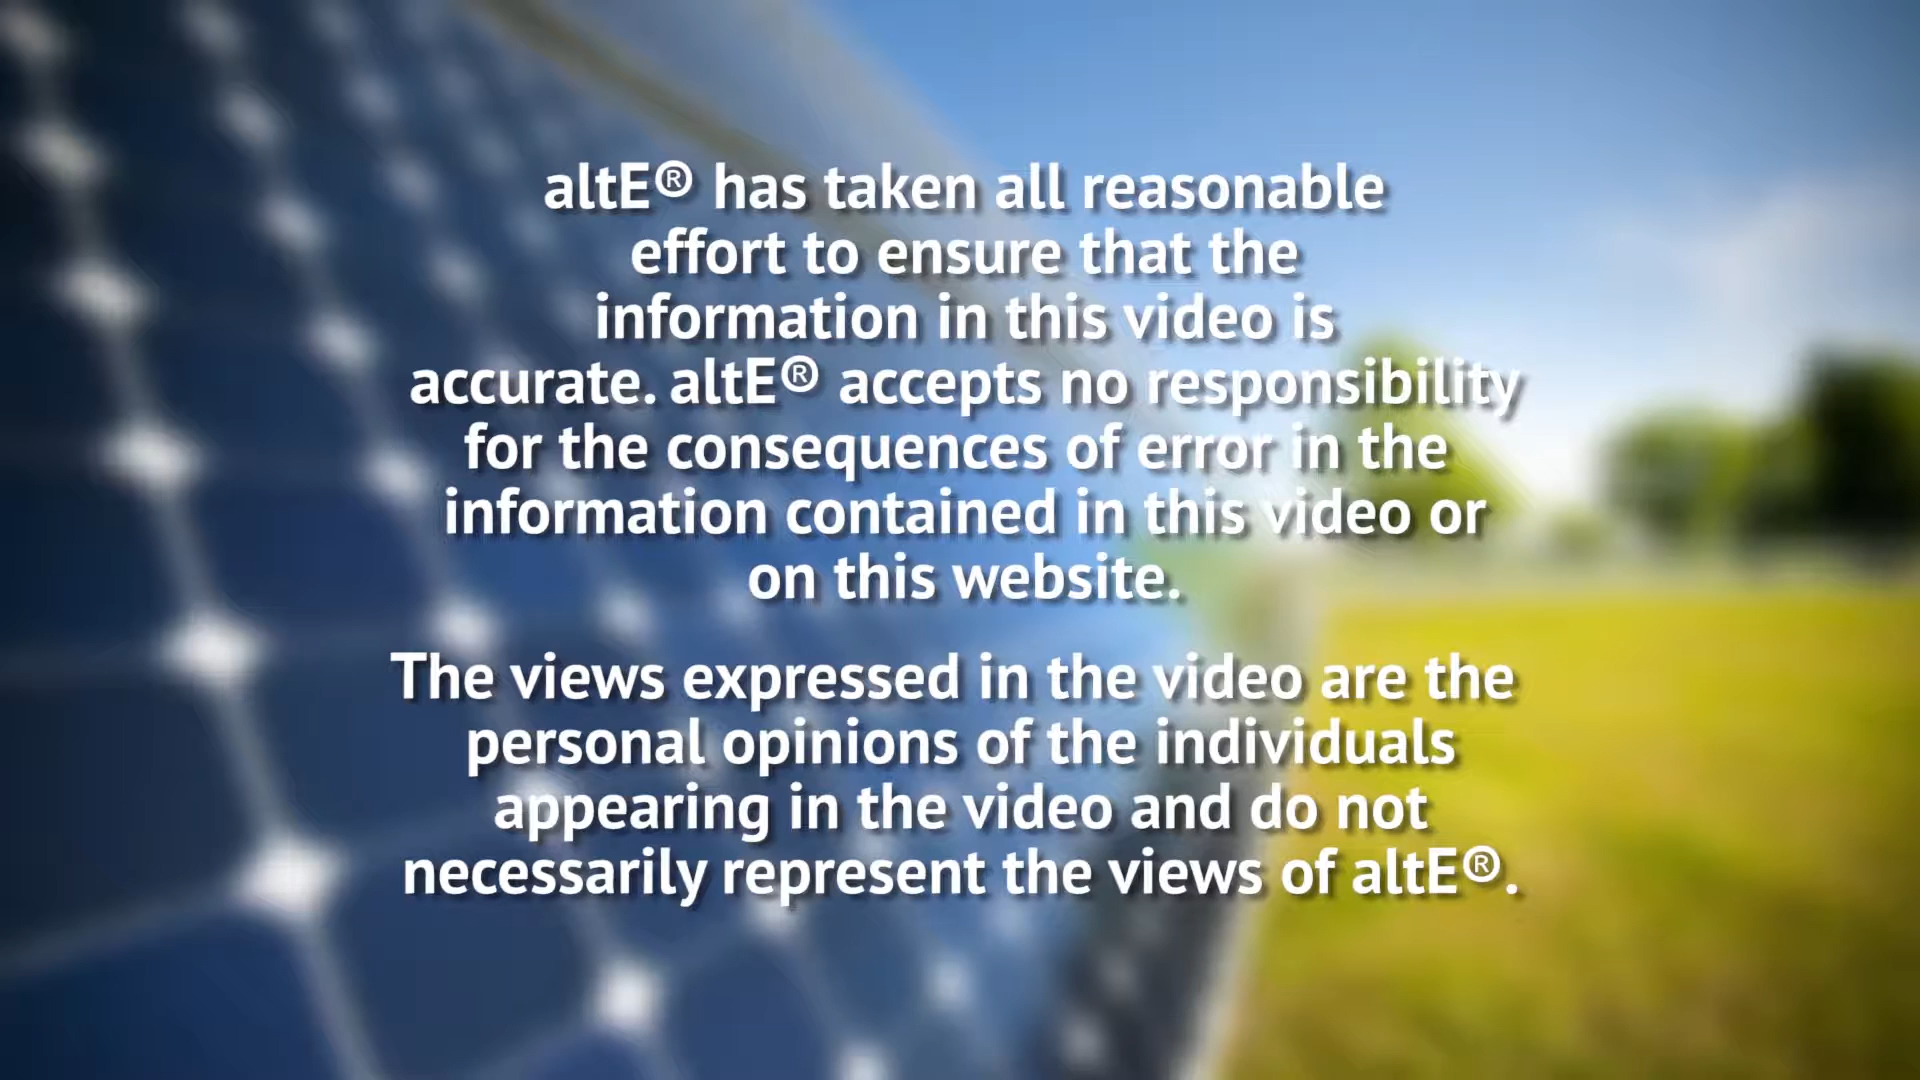 altE® has taken all reasonable
effort to ensure that the
information in this video is
accurate. altE® accepts no responsibility
for the consequences of error in the
information contained in this video or
on this website.
The views expressed in the video are the
personal opinions of the individuals
appearing in the video and do not
necessarily represent the views of altE®.